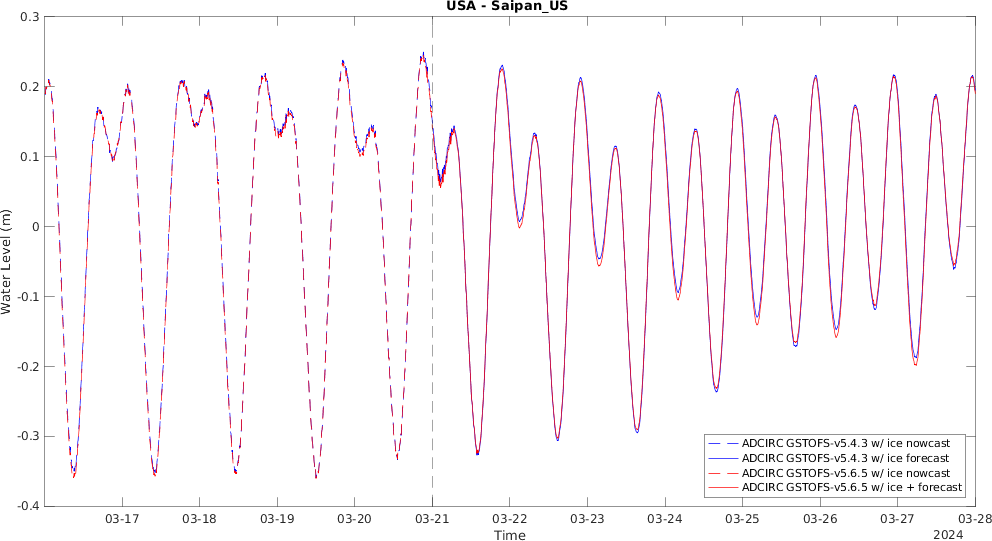 USA - Saipan_US
0.3
0.2
0.1
0
-0.1
-0.2
-0.3
-0.4
Water Level (m)
ADCIRC GSTOFS-v5.4.3 w/ ice nowcast
ADCIRC GSTOFS-v5.4.3 w/ ice forecast
ADCIRC GSTOFS-v5.6.5 w/ ice nowcast
ADCIRC GSTOFS-v5.6.5 w/ ice + forecast
03-17 03-18 03-19 03-20 03-21 03-22 03-23 03-24 03-25 03-26 03-27 03-28
Time
2024